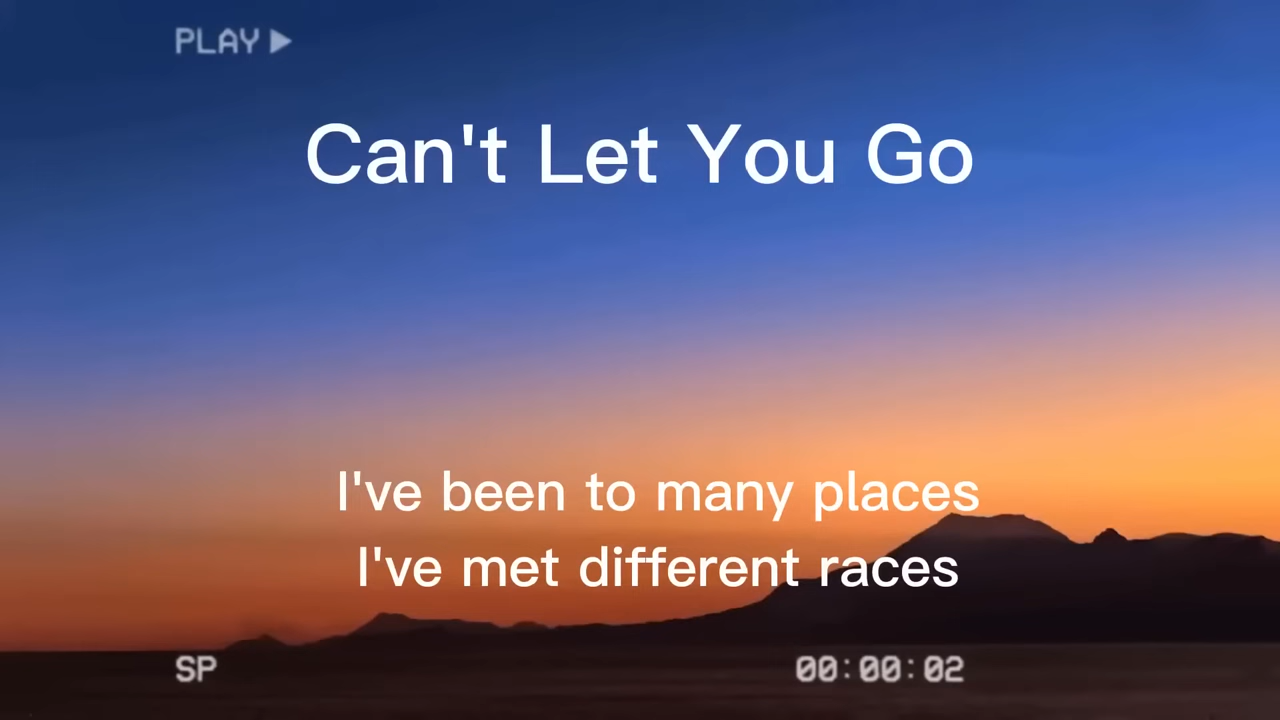 PLAY ▶
Can't Let You Go
I've been to many places
I've met different races
SP
00:00:02